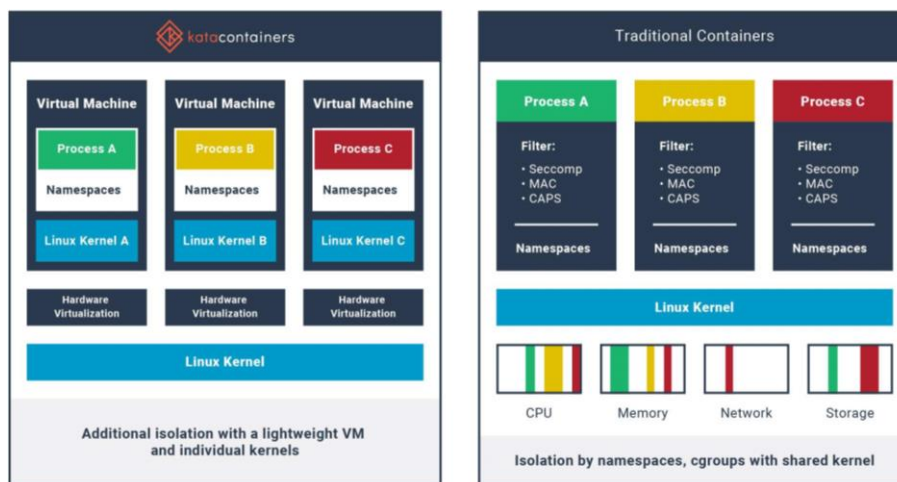 katacontainers
Virtual Machine
Process A
Namespaces
Linux Kernel A
Virtual Machine
Process B
Namespaces
Linux Kernel B
Virtual Machine
Process C
Namespaces
Linux Kernel C
Hardware
Virtualization
Hardware
Virtualization
Hardware
Virtualization
Linux Kernel
Additional isolation with a lightweight VM
and individual kernels
Traditional Containers
Process A
Filter:
• Seccomp
• MAC
• CAPS
Namespaces
Process B
Filter:
• Seccomp
• MAC
• CAPS
Namespaces
Process C
Filter:
• Seccomp
• MAC
• CAPS
Namespaces
Linux Kernel
CPU
Memory
Network
Storage
Isolation by namespaces, cgroups with shared kernel